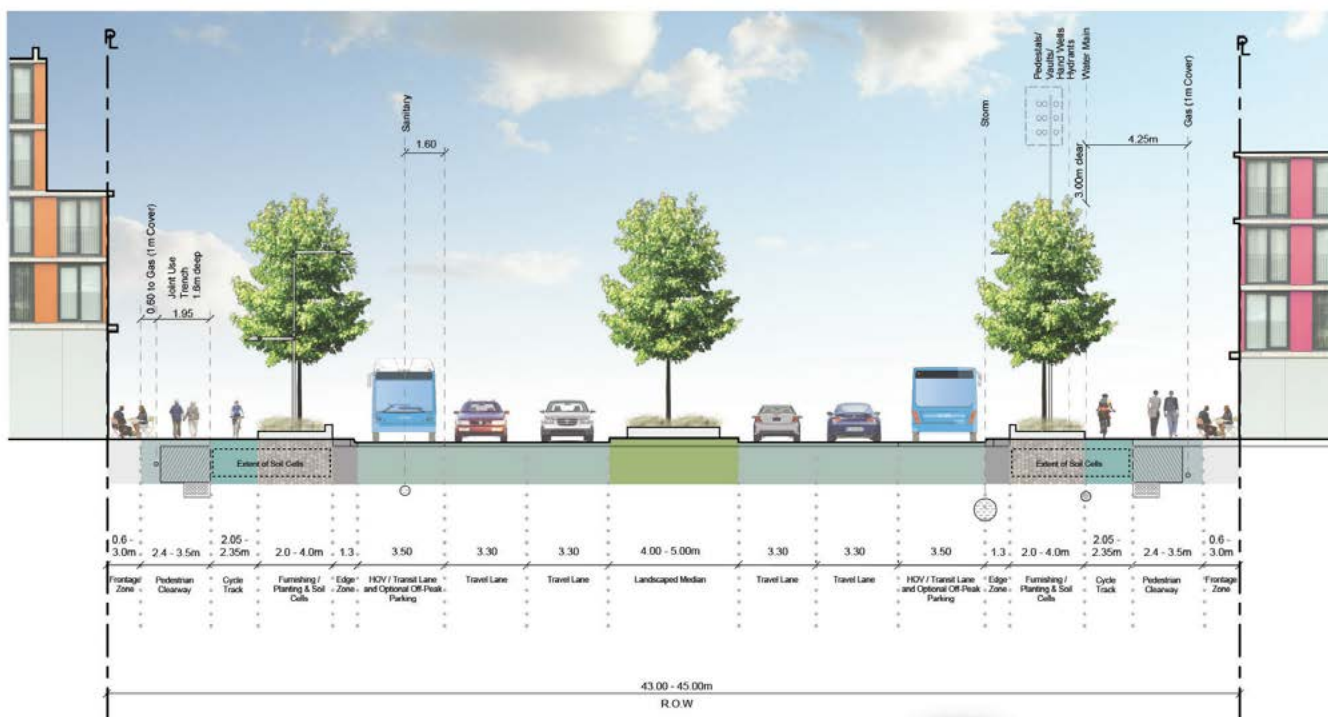 PL
PL
Pedestals/
Vaults/
Hand Wells
Hydrants
Water Main
Gas (1m Cover)
Sanitary
Storm
1.60
4.25m
3.00m clear
0.60 to Gas (1m Cover)
Joint Use
Trench
1.6m deep
1.95
Extent of Soil Cells
Extent of Soil Cells
0.6 -
3.0m
2.4 - 3.5m
2.05 -
2.35m
2.0 - 4.0m
1.3
3.50
3.30
3.30
4.00 - 5.00m
3.30
3.30
3.50
1.3
2.0 - 4.0m
2.05 -
2.35m
2.4 - 3.5m
0.6 -
3.0m
Frontage
Zone
Pedestrian
Clearway
Cycle
Track
Furnishing /
Planting & Soil
Cells
Edge
Zone
HOV / Transit Lane
and Optional Off-Peak
Parking
Travel Lane
Travel Lane
Landscaped Median
Travel Lane
Travel Lane
HOV / Transit Lane
and Optional Off-Peak
Parking
Edge
Zone
Furnishing /
Planting & Soil
Cells
Cycle
Track
Pedestrian
Clearway
Frontage
Zone
43.00 - 45.00m
R.O.W